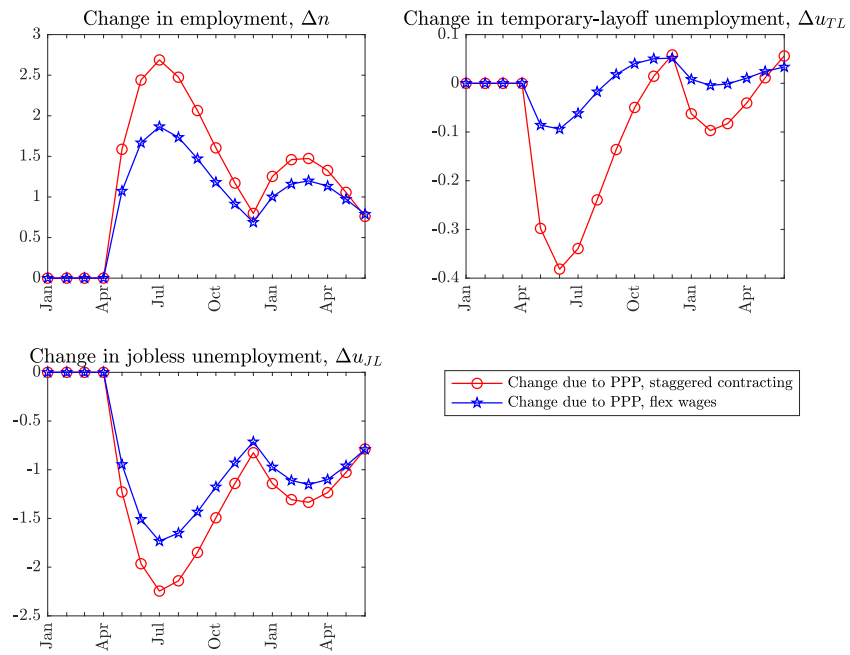 Change in employment, Δn
3
2.5
2
1.5
1
0.5
0
Jan
Apr
Jul
Oct
Jan
Apr
Change in temporary-layoff unemployment, Δu_TL
0.1
0
-0.1
-0.2
-0.3
-0.4
Jan
Apr
Jul
Oct
Jan
Apr
Change in jobless unemployment, Δu_JL
0
-0.5
-1
-1.5
-2
-2.5
Jan
Apr
Jul
Oct
Jan
Apr
Change due to PPP, staggered contracting
Change due to PPP, flex wages